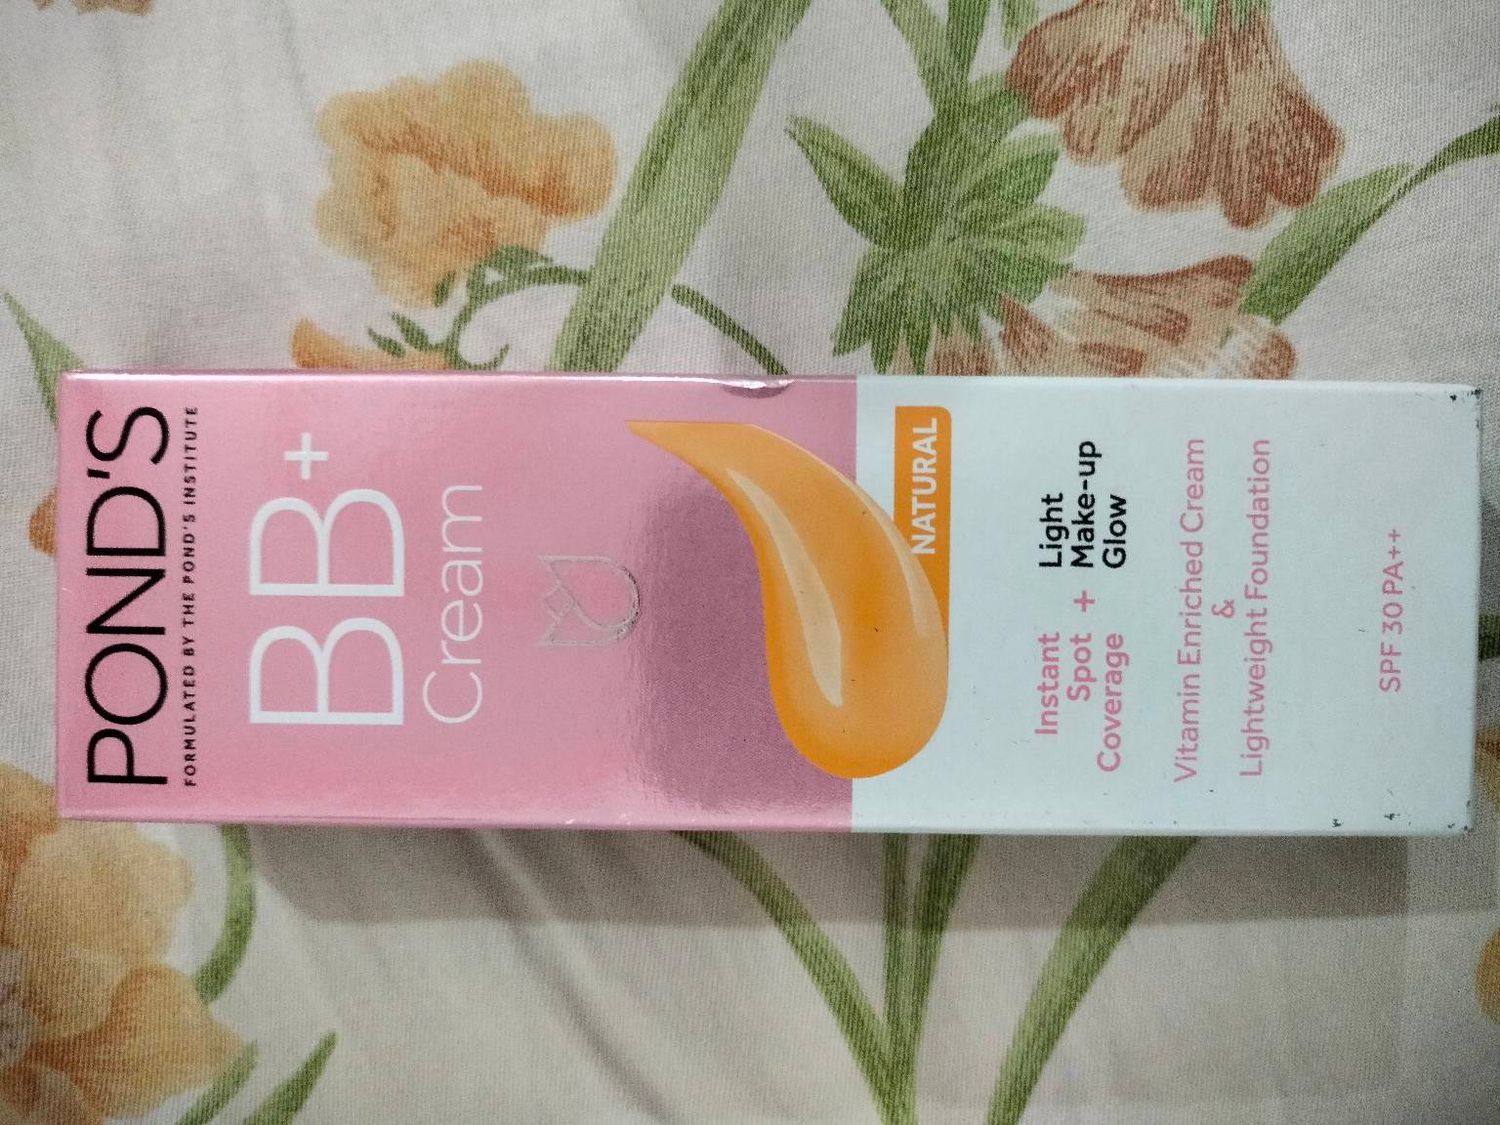 POND'S
FORMULATED BY THE POND'S INSTITUTE
BB+
Cream
NATURAL
Instant
Spot
Coverage
+
Light
Make-up
Glow
Vitamin Enriched Cream
&
Lightweight Foundation
SPF 30 PA++